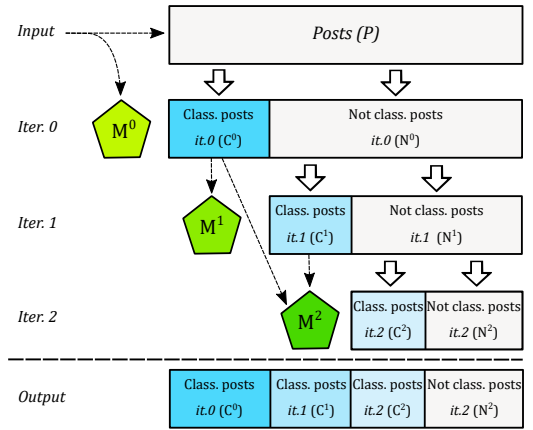 Input
Posts (P)
Iter. 0
M⁰
Class. posts
it.0 (C⁰)
Not class. posts
it.0 (N⁰)
Iter. 1
M¹
Class. posts
it.1 (C¹)
Not class. posts
it.1 (N¹)
Iter. 2
M²
Class. posts
it.2 (C²)
Not class. posts
it.2 (N²)
Output
Class. posts
it.0 (C⁰)
Class. posts
it.1 (C¹)
Class. posts
it.2 (C²)
Not class. posts
it.2 (N²)